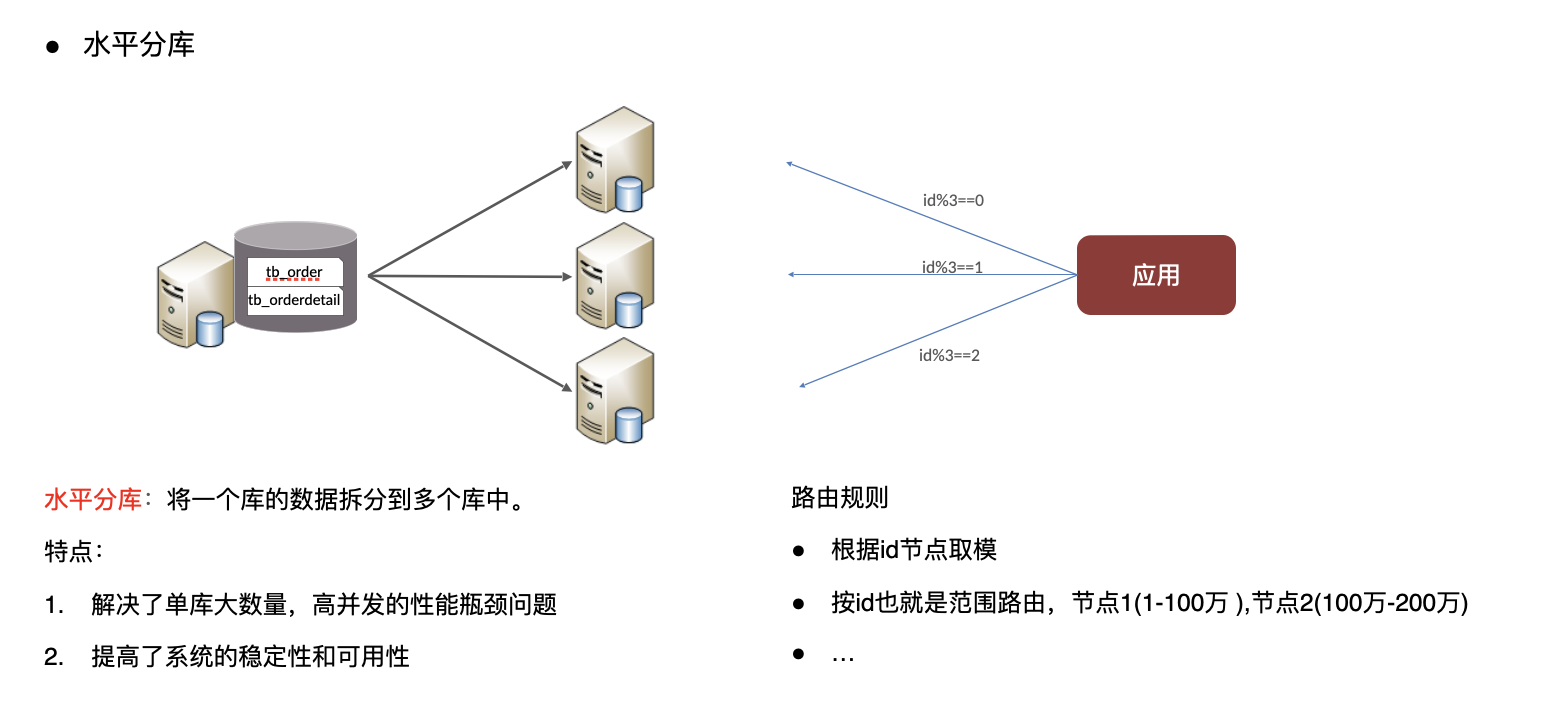 ● 水平分库
tb_order
tb_orderdetail
id%3==0
id%3==1
id%3==2
应用
水平分库：将一个库的数据拆分到多个库中。
特点：
1. 解决了单库大数量，高并发的性能瓶颈问题
2. 提高了系统的稳定性和可用性
路由规则
● 根据id节点取模
● 按id也就是范围路由，节点1(1-100万 ),节点2(100万-200万)
● …